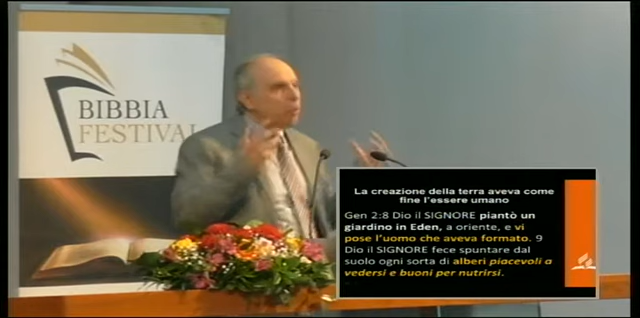 BIBBIA
FESTIVAL
La creazione della terra aveva come
fine l'essere umano
Gen 2:8 Dio il SIGNORE piantò un
giardino in Eden, a oriente, e vi
pose l'uomo che aveva formato. 9
Dio il SIGNORE fece spuntare dal
suolo ogni sorta di alberi piacevoli a
vedersi e buoni per nutrirsi.